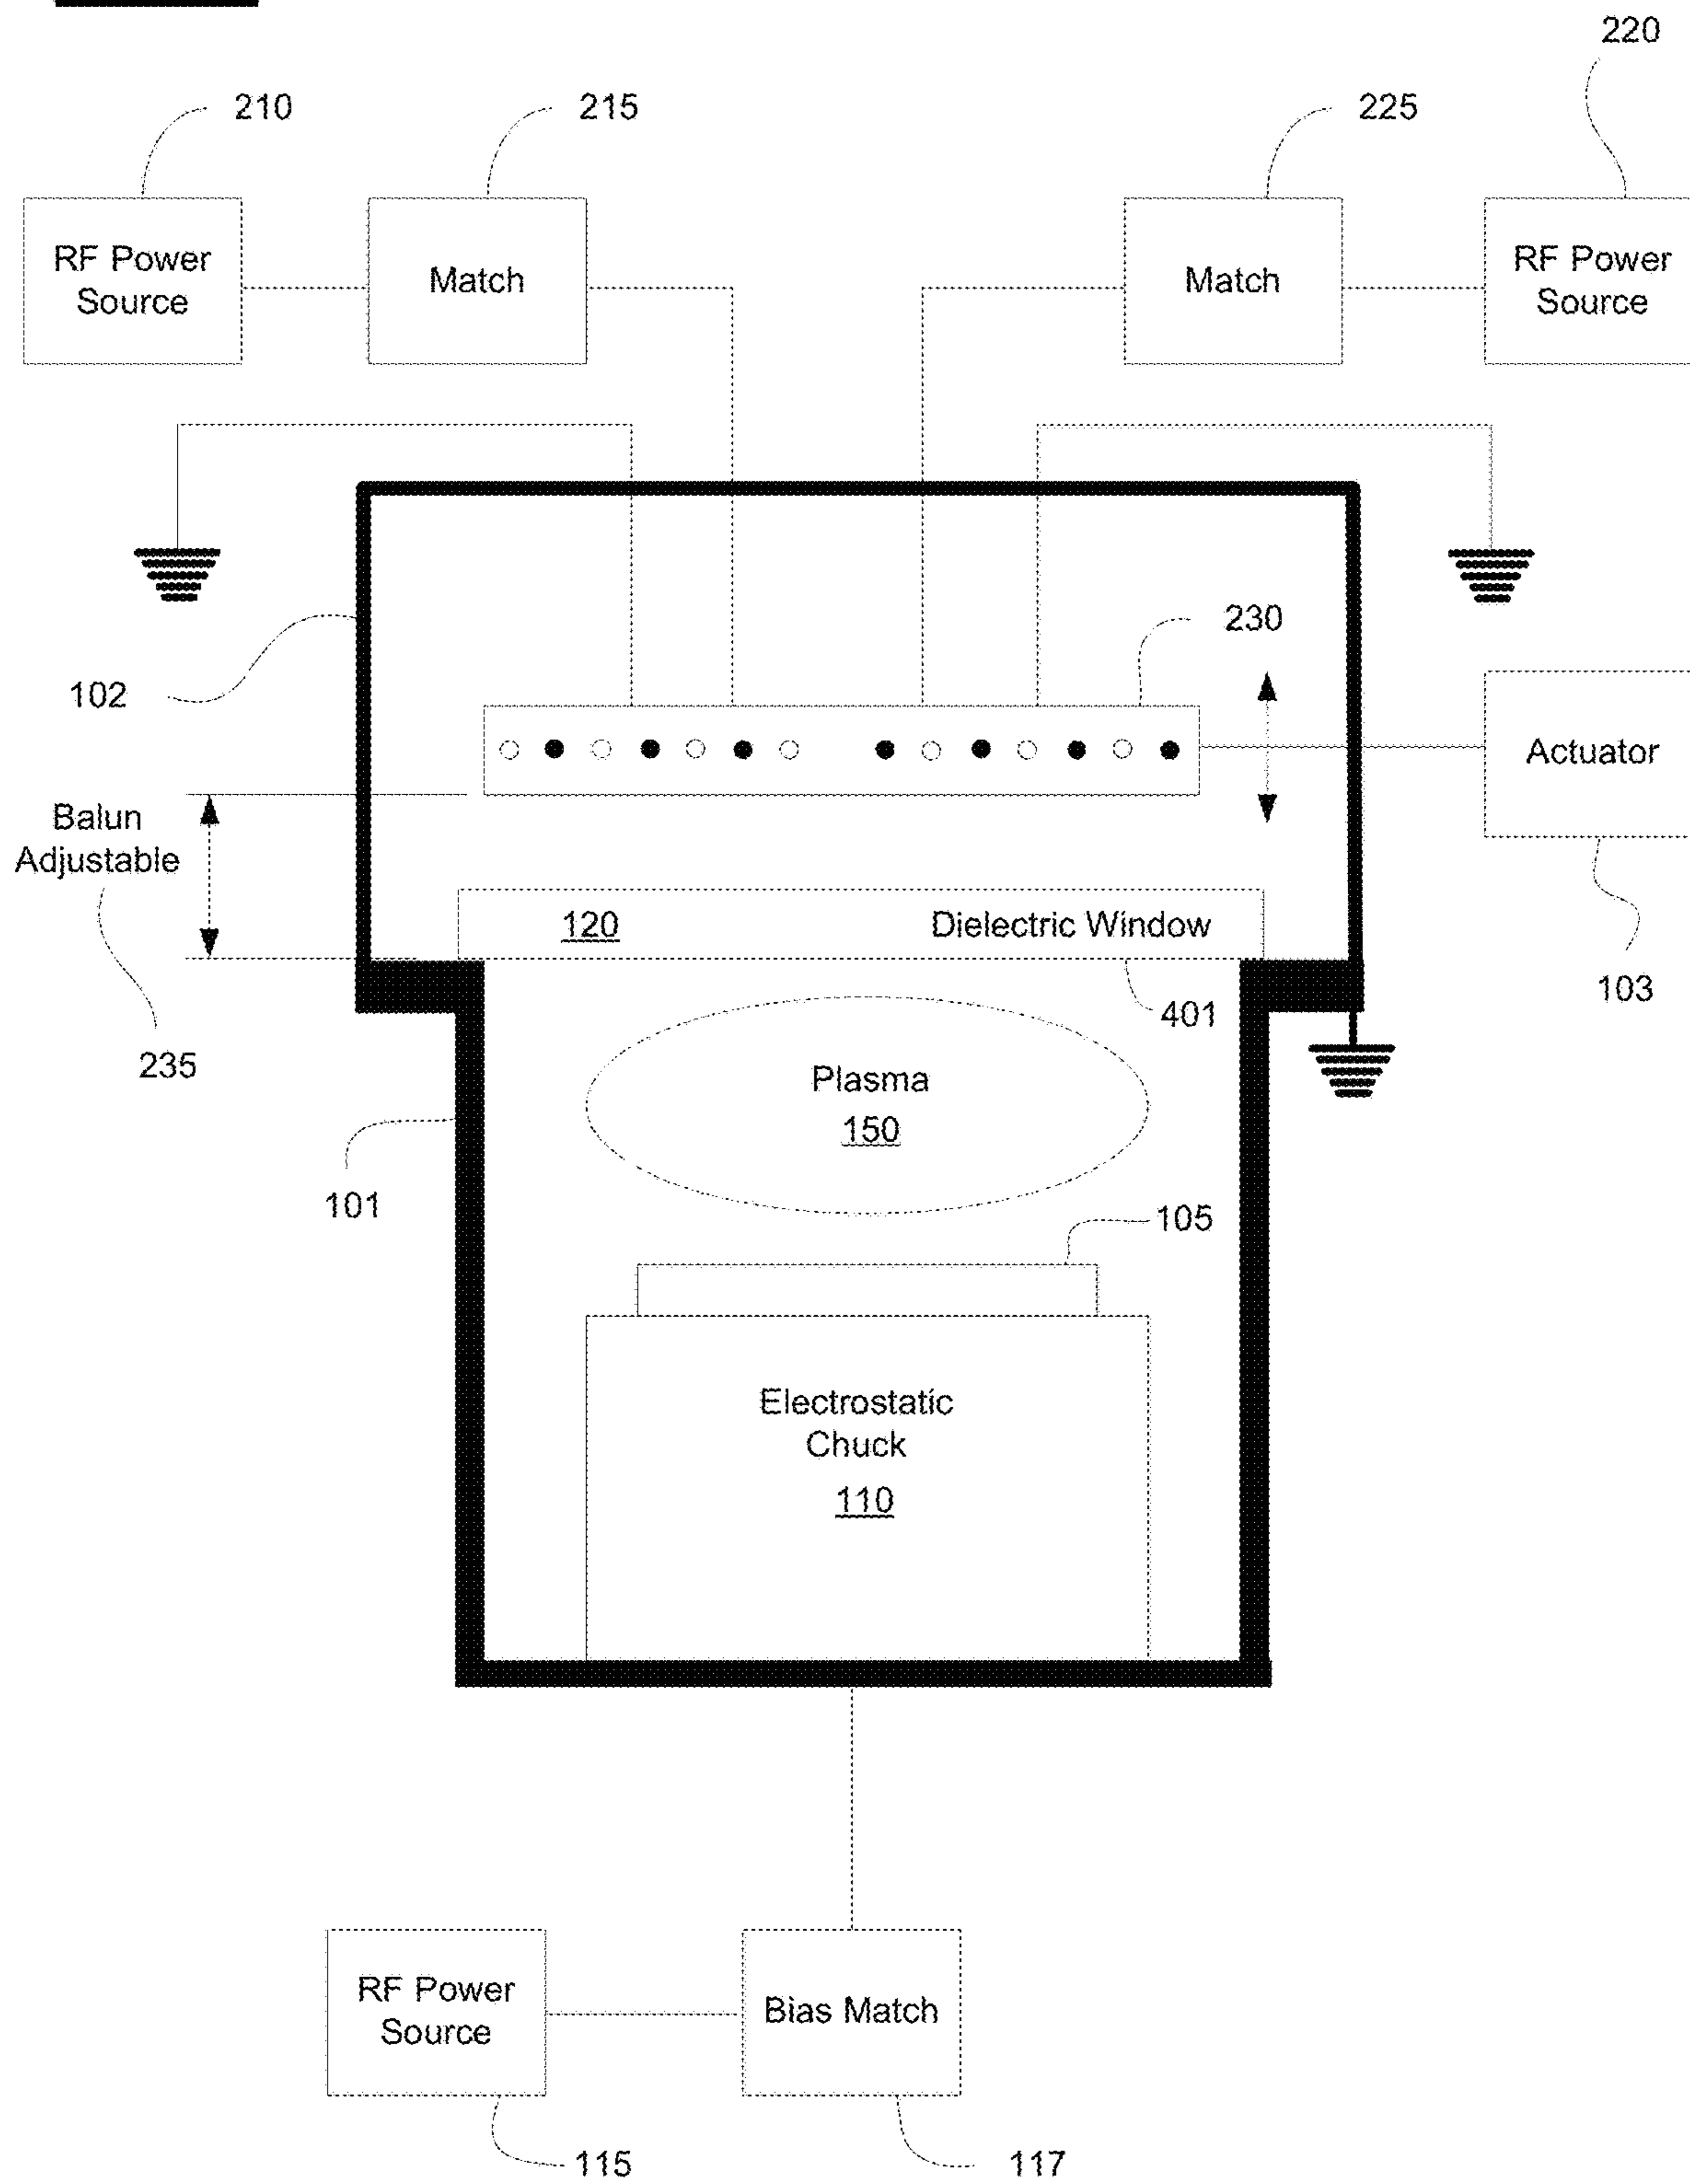 220
210
215
225
RF Power
Source
Match
Match
RF Power
Source
230
102
Actuator
Balun
Adjustable
120
Dielectric Window
103
401
235
Plasma
150
101
105
Electrostatic
Chuck
110
RF Power
Source
Bias Match
115
117